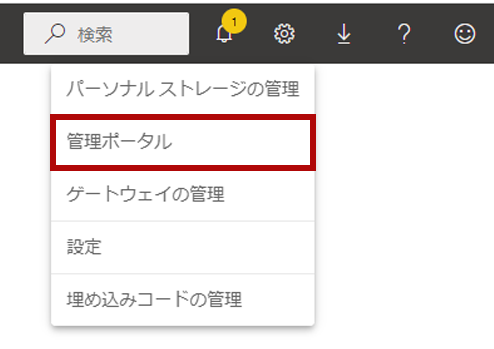 検索
1
パーソナル ストレージの管理
管理ポータル
ゲートウェイの管理
設定
埋め込みコードの管理